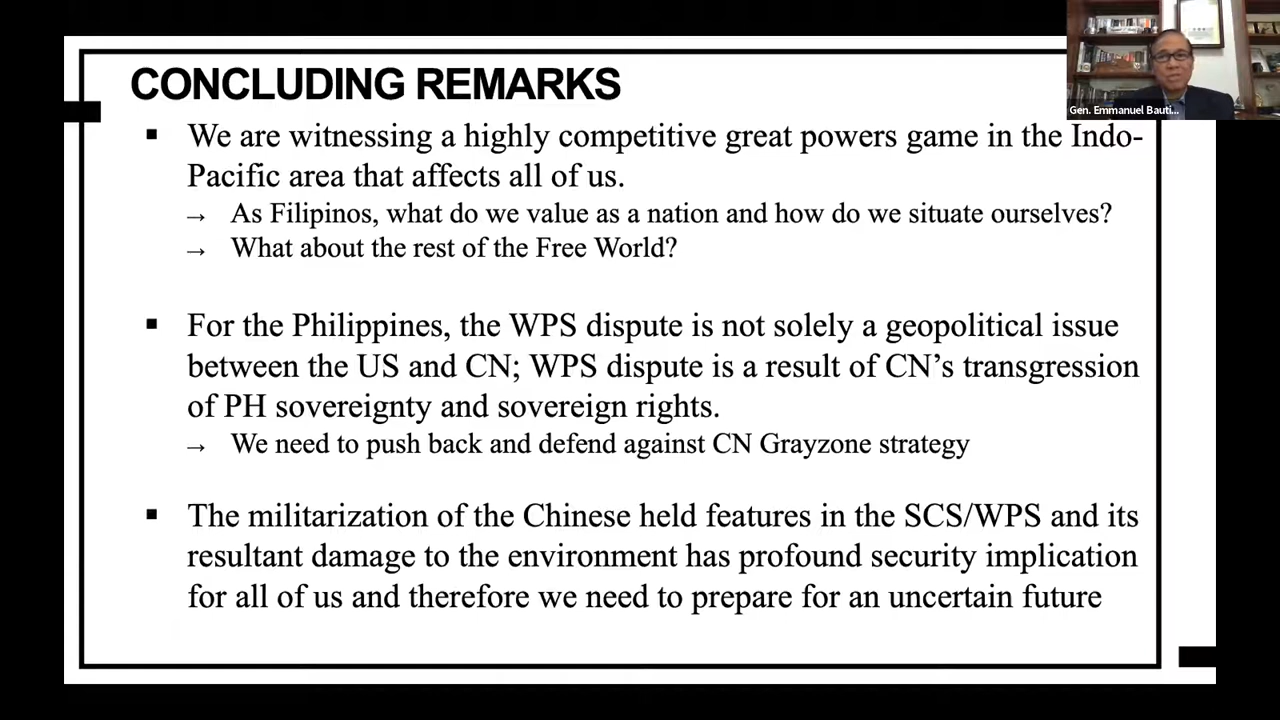 CONCLUDING REMARKS
▪ We are witnessing a highly competitive great powers game in the Indo-
Pacific area that affects all of us.
→ As Filipinos, what do we value as a nation and how do we situate ourselves?
→ What about the rest of the Free World?
▪ For the Philippines, the WPS dispute is not solely a geopolitical issue
between the US and CN; WPS dispute is a result of CN’s transgression
of PH sovereignty and sovereign rights.
→ We need to push back and defend against CN Grayzone strategy
▪ The militarization of the Chinese held features in the SCS/WPS and its
resultant damage to the environment has profound security implication
for all of us and therefore we need to prepare for an uncertain future
Gen. Emmanuel Bauti...